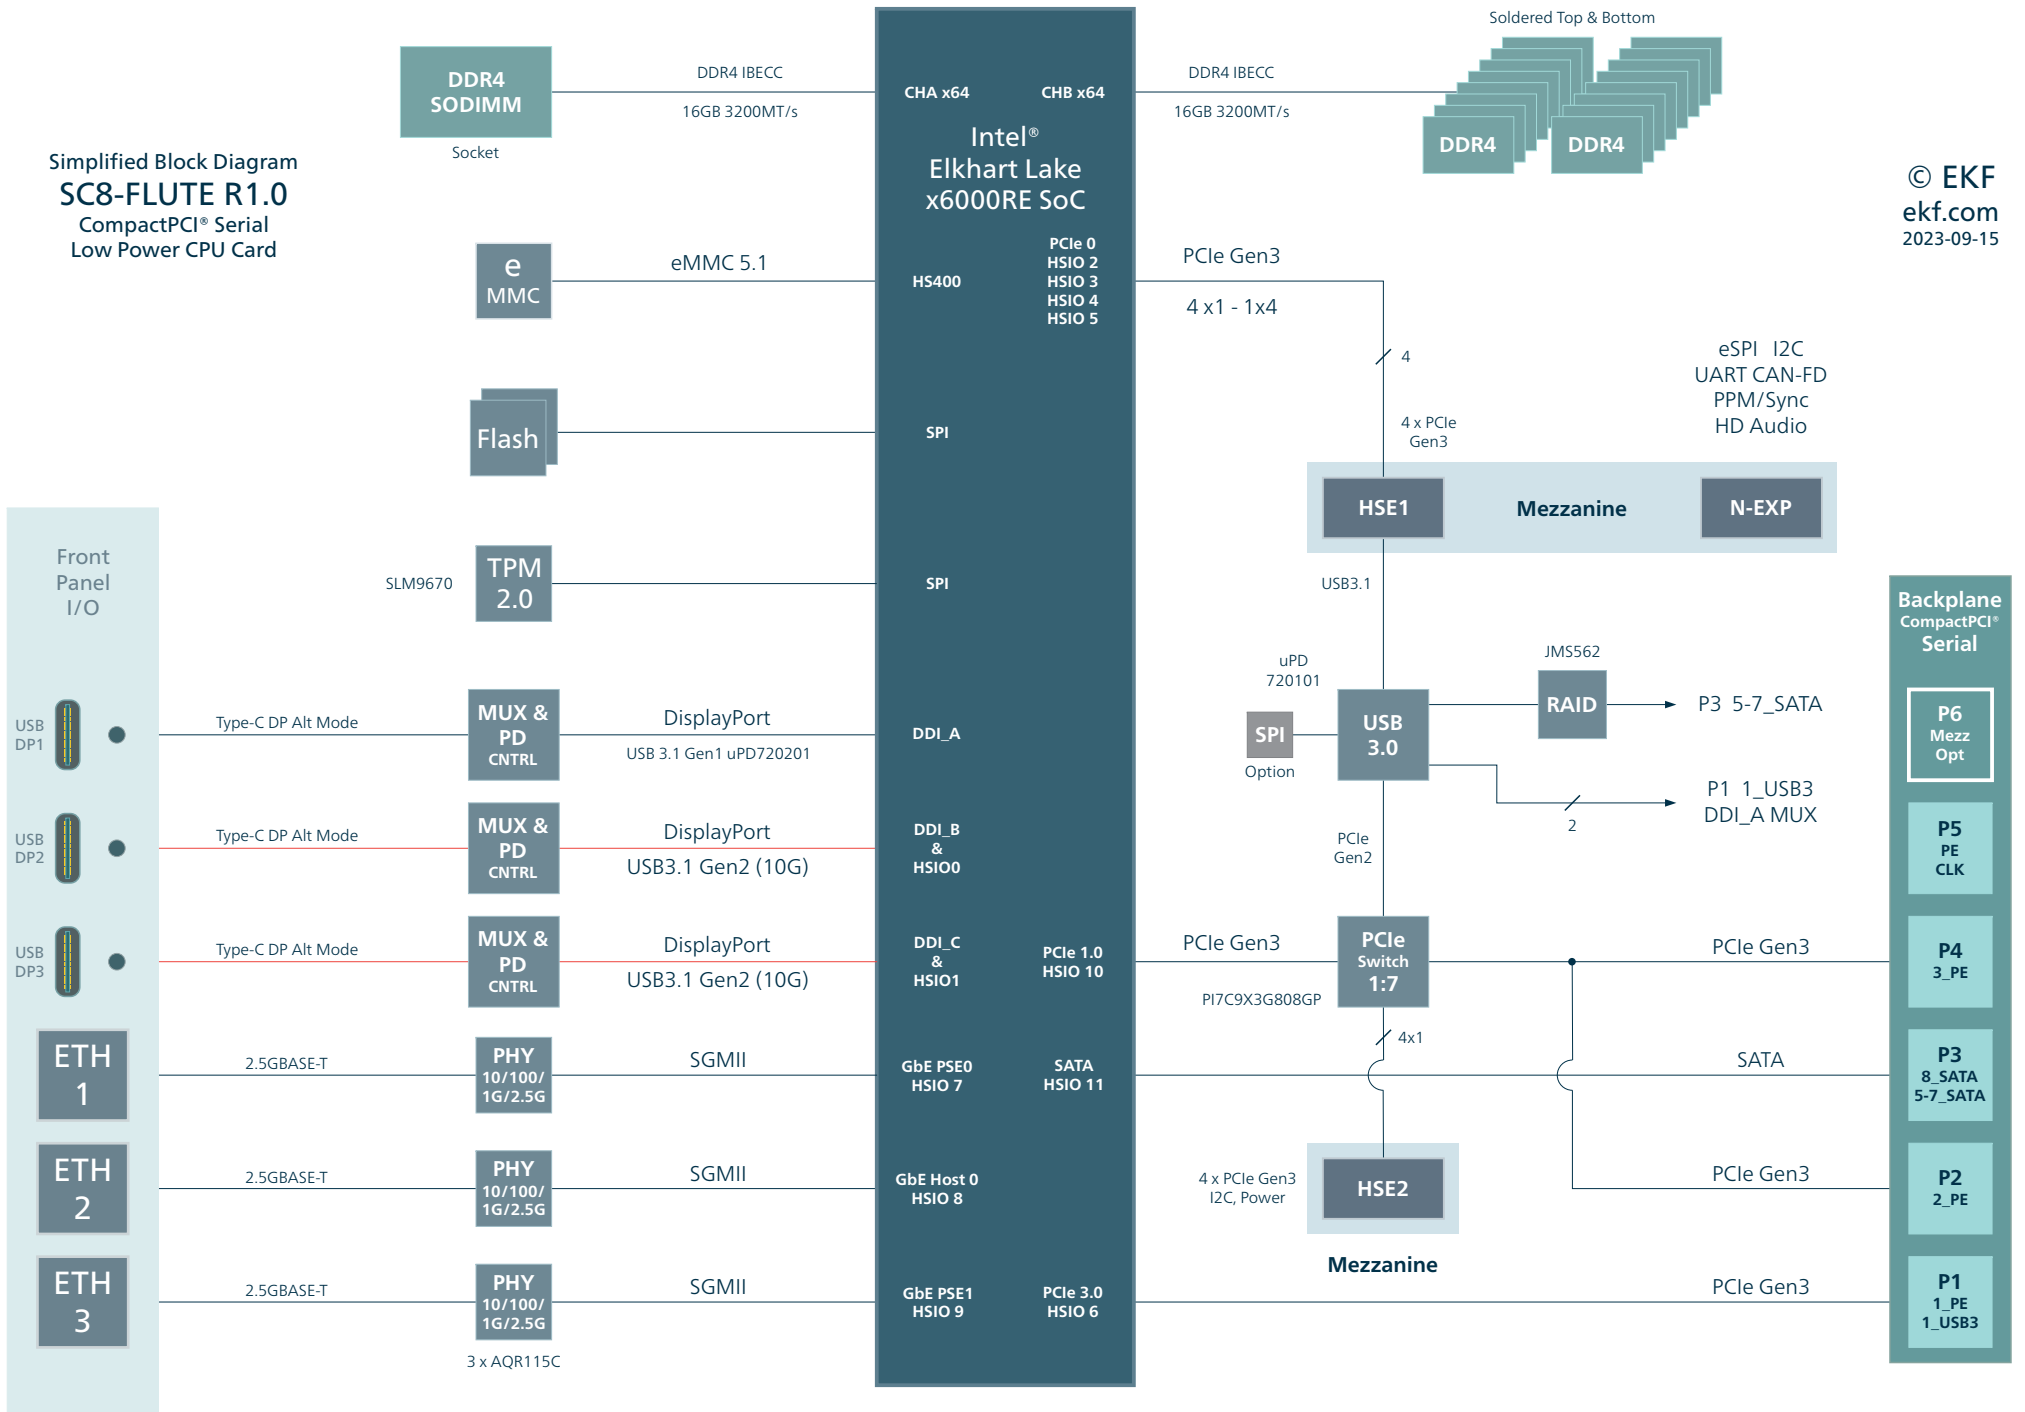 Simplified Block Diagram
SC8-FLUTE R1.0
CompactPCI® Serial
Low Power CPU Card
DDR4
SODIMM
Socket
DDR4 IBECC
16GB 3200MT/s
CHA x64
CHB x64
Intel®
Elkhart Lake
x6000RE SoC
DDR4 IBECC
16GB 3200MT/s
Soldered Top & Bottom
DDR4
DDR4
© EKF
ekf.com
2023-09-15
e
MMC
eMMC 5.1
HS400
PCIe 0
HSIO 2
HSIO 3
HSIO 4
HSIO 5
PCIe Gen3
4 x1 - 1x4
4
4 x PCIe
Gen3
eSPI I2C
UART CAN-FD
PPM/Sync
HD Audio
Flash
SPI
HSE1
Mezzanine
N-EXP
Front
Panel
I/O
SLM9670
TPM
2.0
SPI
USB3.1
Backplane
CompactPCI®
Serial
uPD
720101
JMS562
SPI
Option
USB
3.0
RAID
P3 5-7_SATA
P6
Mezz
Opt
USB
DP1
Type-C DP Alt Mode
MUX &
PD
CNTRL
DisplayPort
USB 3.1 Gen1 uPD720201
DDI_A
P1 1_USB3
DDI_A MUX
2
PCIe
Gen2
P5
PE
CLK
USB
DP2
Type-C DP Alt Mode
MUX &
PD
CNTRL
DisplayPort
USB3.1 Gen2 (10G)
DDI_B
&
HSIO0
USB
DP3
Type-C DP Alt Mode
MUX &
PD
CNTRL
DisplayPort
USB3.1 Gen2 (10G)
DDI_C
&
HSIO1
PCIe 1.0
HSIO 10
PCIe Gen3
PCIe
Switch
1:7
PI7C9X3G808GP
PCIe Gen3
P4
3_PE
4x1
ETH
1
2.5GBASE-T
PHY
10/100/
1G/2.5G
SGMII
GbE PSE0
HSIO 7
SATA
HSIO 11
SATA
P3
8_SATA
5-7_SATA
ETH
2
2.5GBASE-T
PHY
10/100/
1G/2.5G
SGMII
GbE Host 0
HSIO 8
4 x PCIe Gen3
I2C, Power
HSE2
Mezzanine
PCIe Gen3
P2
2_PE
ETH
3
2.5GBASE-T
PHY
10/100/
1G/2.5G
3 x AQR115C
SGMII
GbE PSE1
HSIO 9
PCIe 3.0
HSIO 6
PCIe Gen3
P1
1_PE
1_USB3